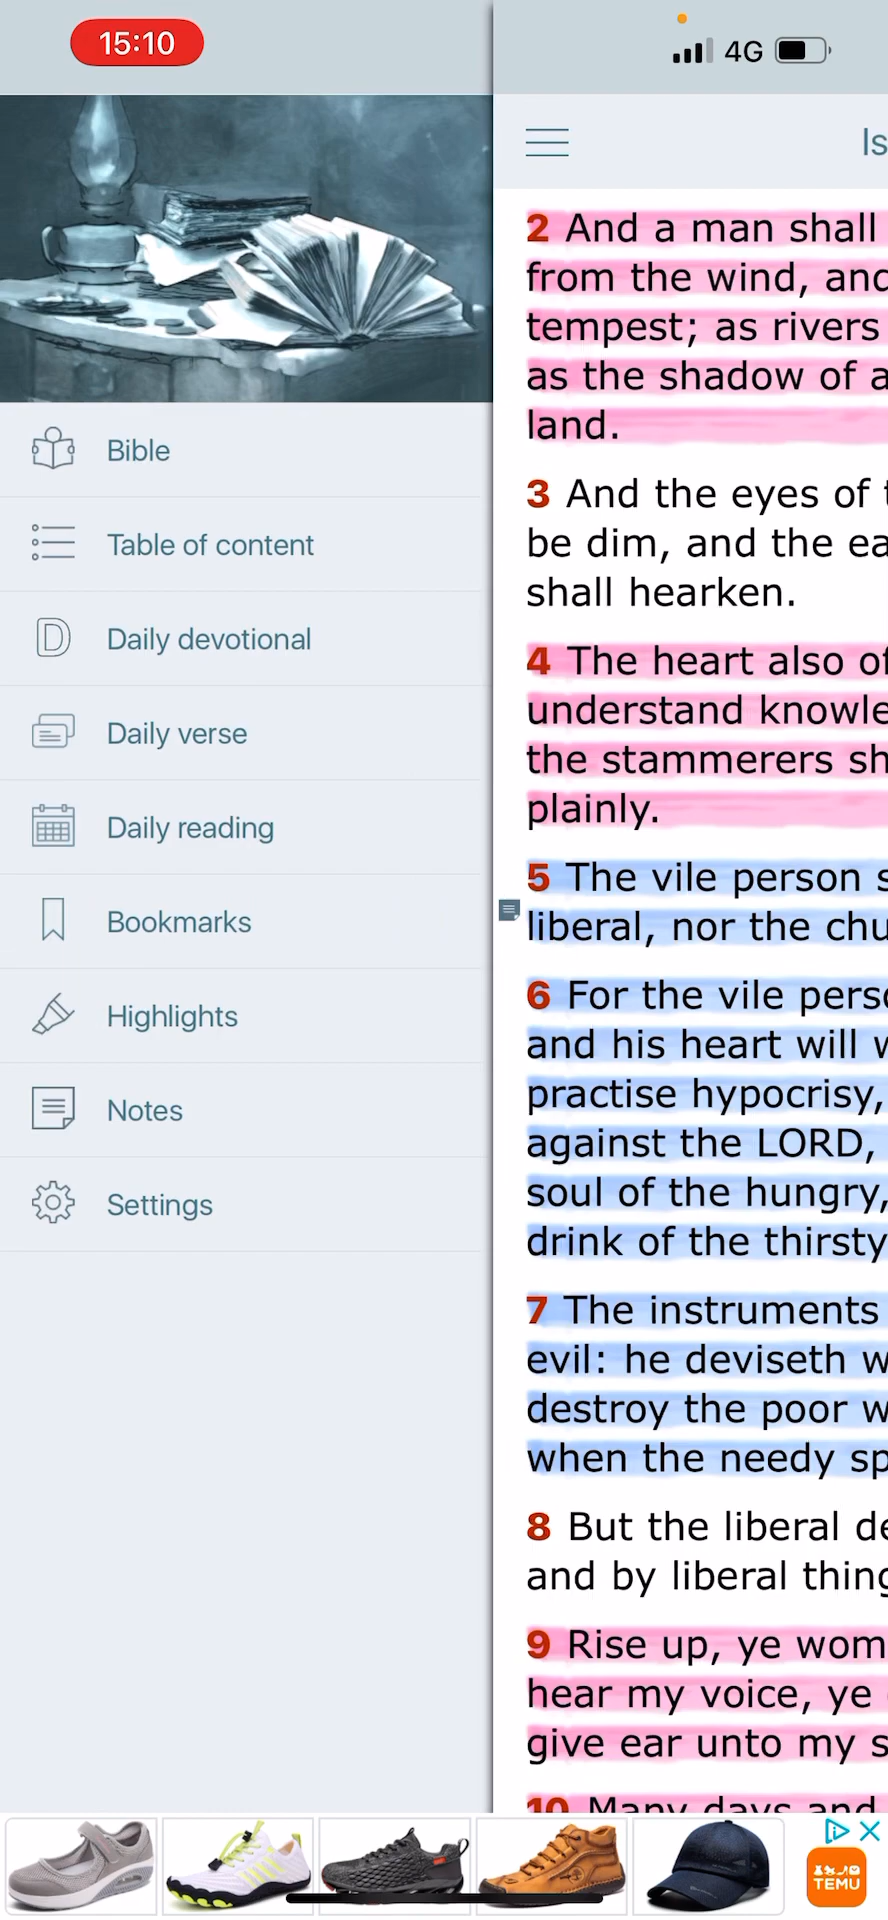 15:10
4G
Bible
Table of content
Daily devotional
Daily verse
Daily reading
Bookmarks
Highlights
Notes
Settings
Is
2 And a man shall
from the wind, and
tempest; as rivers
as the shadow of a
land.
3 And the eyes of t
be dim, and the ea
shall hearken.
4 The heart also of
understand knowle
the stammerers sh
plainly.
5 The vile person s
liberal, nor the chu
6 For the vile perso
and his heart will w
practise hypocrisy,
against the LORD,
soul of the hungry,
drink of the thirsty
7 The instruments
evil: he deviseth w
destroy the poor w
when the needy sp
8 But the liberal de
and by liberal thing
9 Rise up, ye wom
hear my voice, ye
give ear unto my s
10 Many days and
TEMU